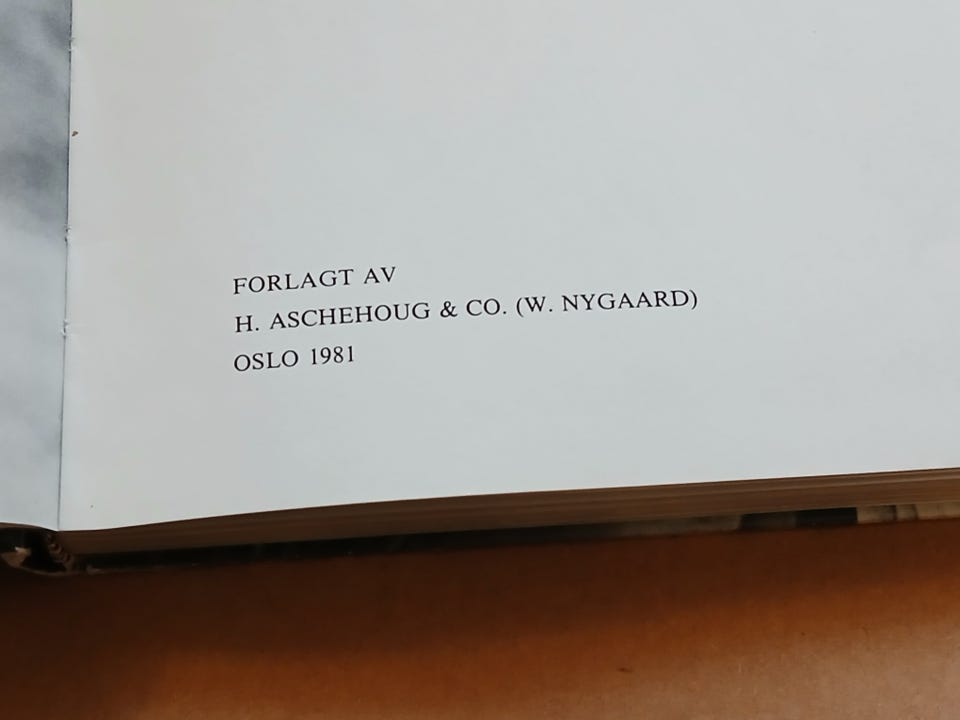 FORLAGT AV
H. ASCHEHOUG & CO. (W. NYGAARD)
OSLO 1981